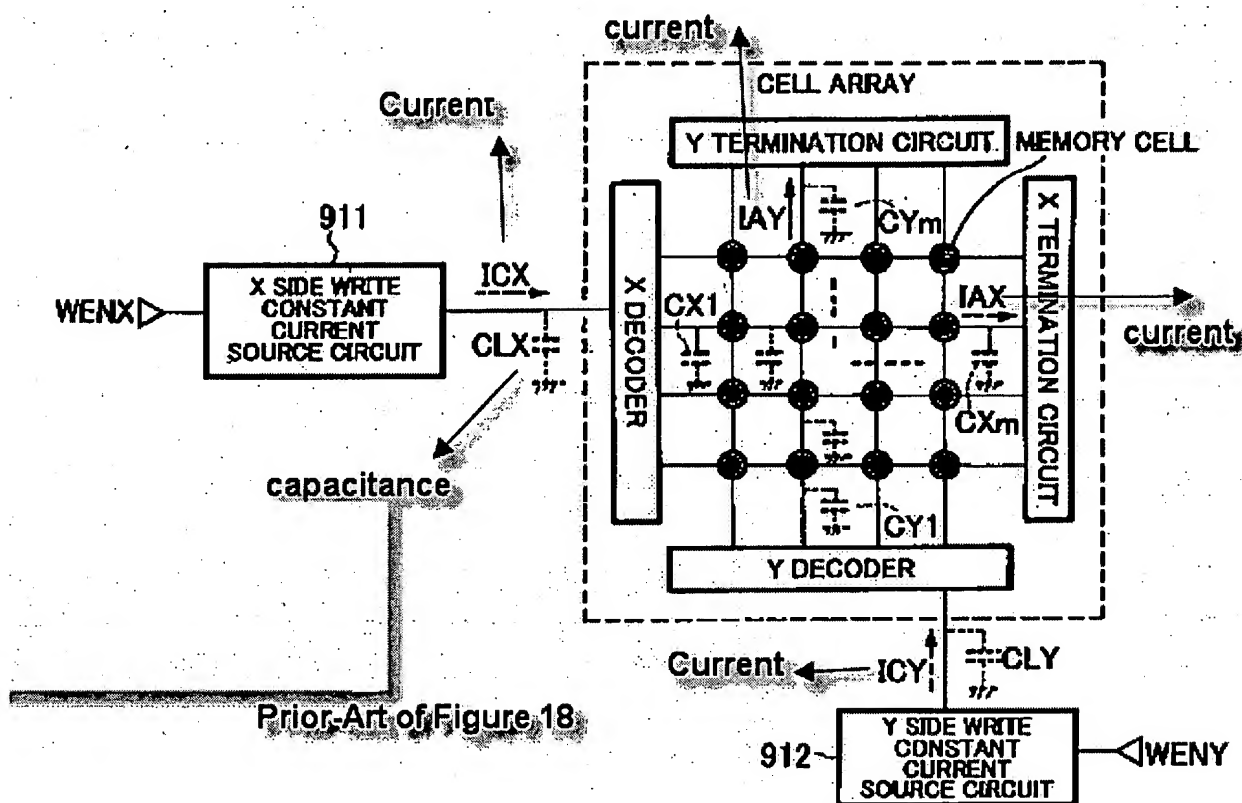 current
CELL ARRAY
Current
Y TERMINATION CIRCUIT
MEMORY CELL
911
IAY
CYm
X TERMINATION CIRCUIT
ICX
X SIDE WRITE
CONSTANT
CURRENT
SOURCE CIRCUIT
WENX
X DECODER
CX1
IAX
CLX
current
CXm
capacitance
CY1
Y DECODER
Current
ICY
CLY
Prior-Art of Figure 18
912
Y SIDE WRITE
CONSTANT
CURRENT
SOURCE CIRCUIT
WENY